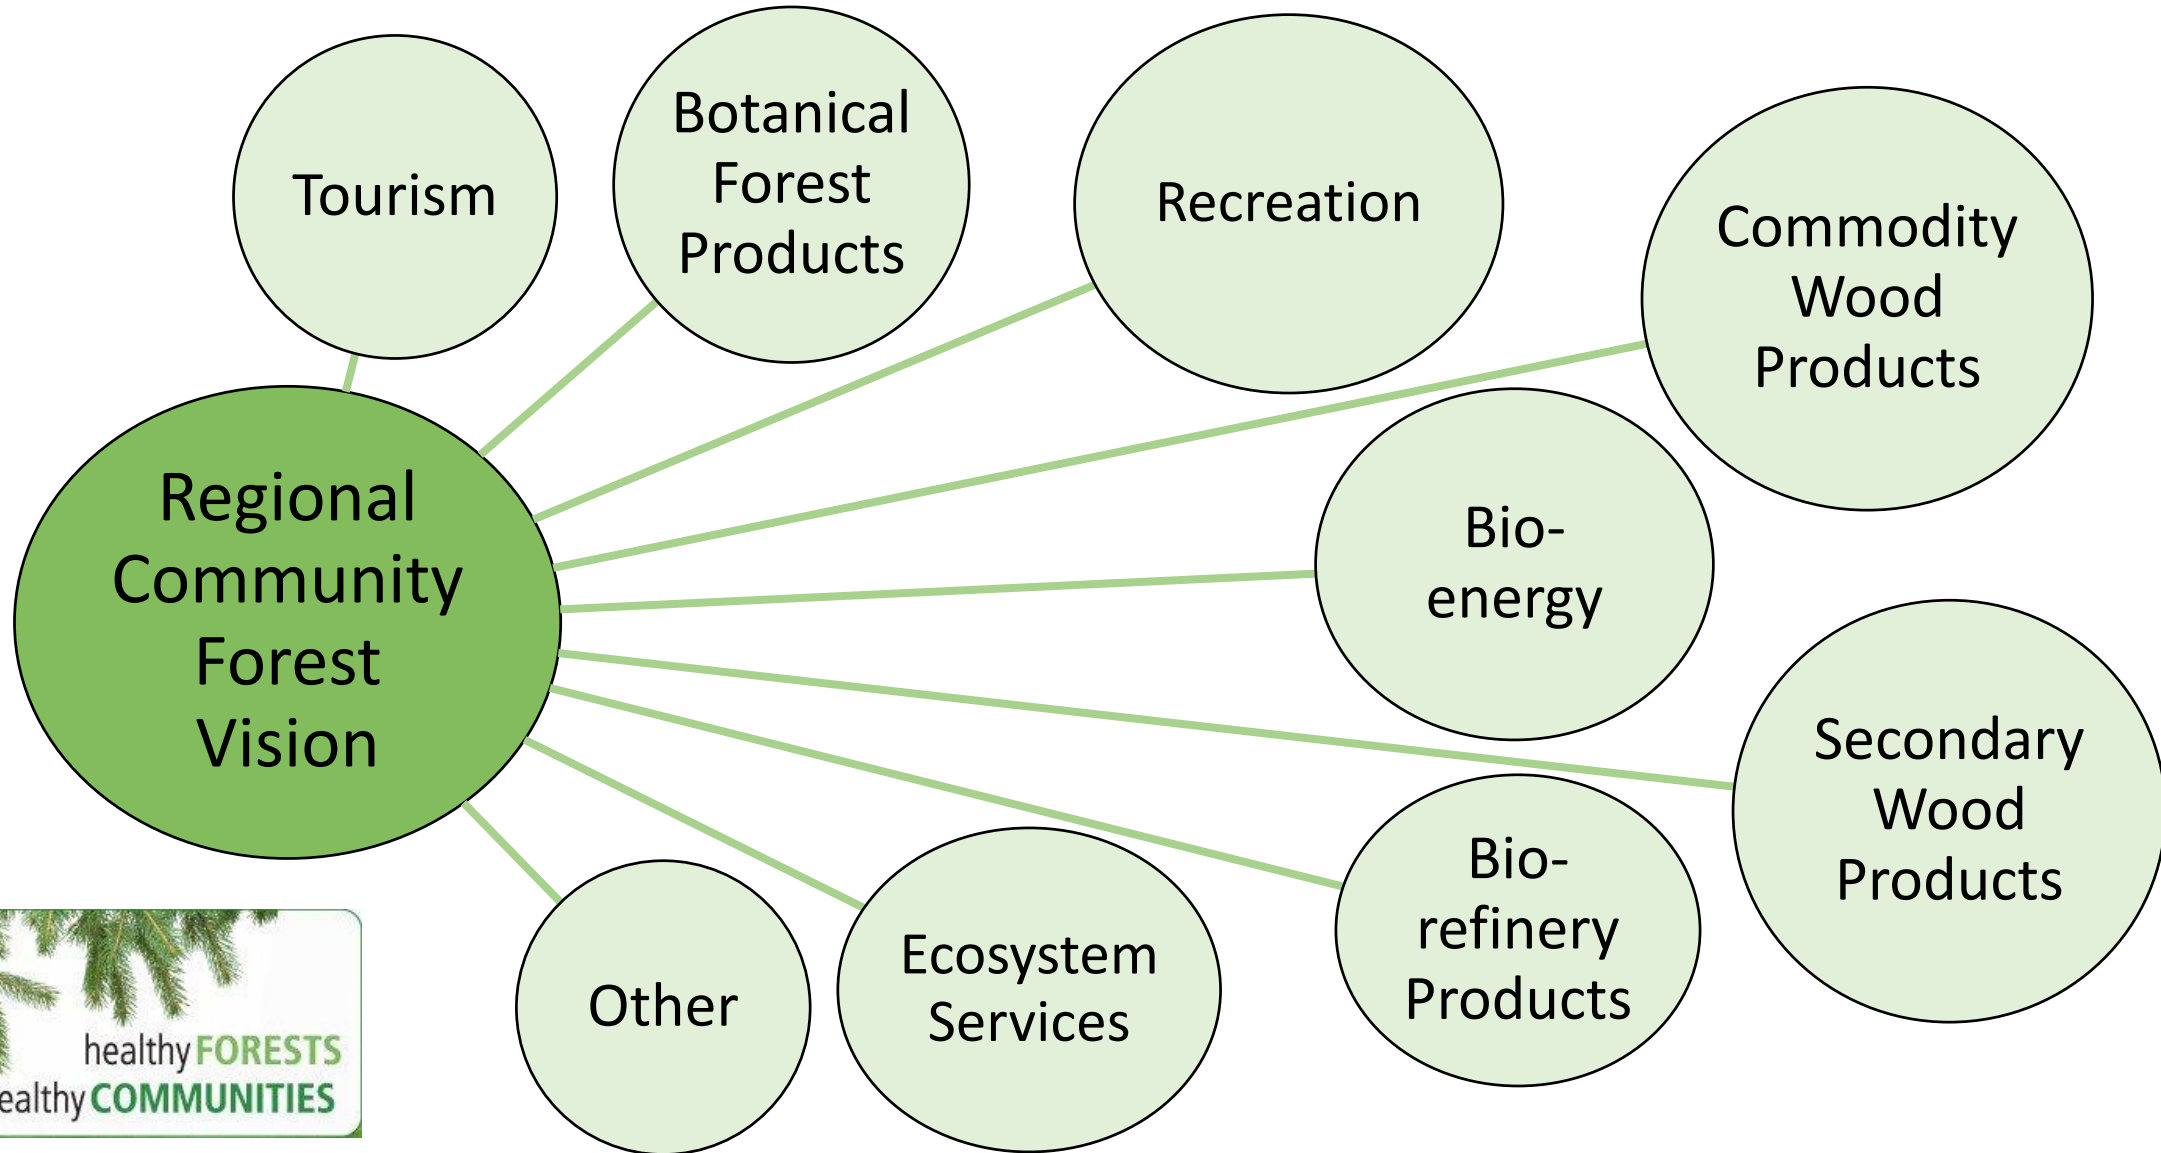 Tourism
Botanical
Forest
Products
Recreation
Commodity
Wood
Products
Regional
Community
Forest
Vision
Bio-
energy
Secondary
Wood
Products
Bio-
refinery
Products
Ecosystem
Services
Other
healthy FORESTS
ealthy COMMUNITIES